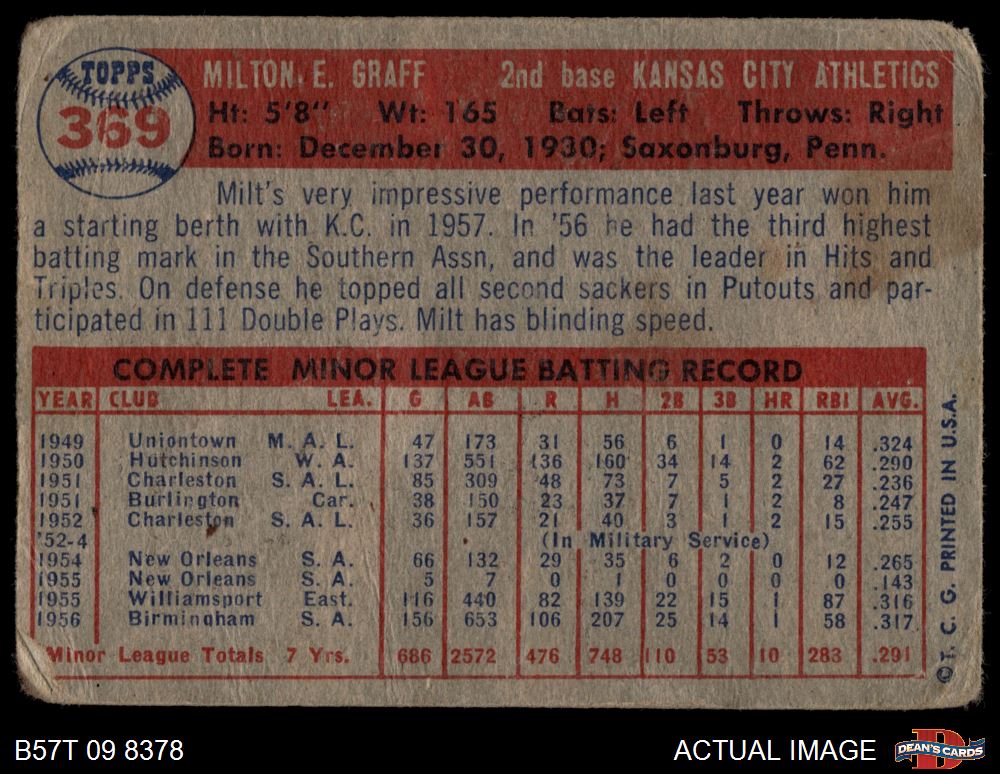 TOPPS
369
MILTON E. GRAFF 2nd base KANSAS CITY ATHLETICS
Ht: 5'8" Wt: 165 Bats: Left Throws: Right
Born: December 30, 1930; Saxonburg, Penn.
Milt's very impressive performance last year won him
a starting berth with K.C. in 1957. In '56 he had the third highest
batting mark in the Southern Assn, and was the leader in Hits and
Triples. On defense he topped all second sackers in Putouts and par-
ticipated in 111 Double Plays. Milt has blinding speed.
COMPLETE MINOR LEAGUE BATTING RECORD
YEAR CLUB LEA. G AB R H 2B 3B HR RBI AVG.
1949 Uniontown M. A. L. 47 173 31 56 6 1 0 14 .324
1950 Hutchinson W. A. 137 551 136 160 34 14 2 62 .290
1951 Charleston S. A. L. 85 309 48 73 7 5 2 27 .236
1951 Burlington Car. 38 150 23 37 7 1 2 8 .247
1952 Charleston S. A. L. 36 157 21 40 3 1 2 15 .255
'52-4 (In Military Service)
1954 New Orleans S. A. 66 132 29 35 6 2 0 12 .265
1955 New Orleans S. A. 5 7 0 1 0 0 0 0 .143
1955 Williamsport East. 116 440 82 139 22 15 1 87 .316
1956 Birmingham S. A. 156 653 106 207 25 14 1 58 .317
Minor League Totals 7 Yrs. 686 2572 476 748 110 53 10 283 .291
© T. C. G. PRINTED IN U.S.A.
B57T 09 8378
ACTUAL IMAGE
D
DEAN'S CARDS